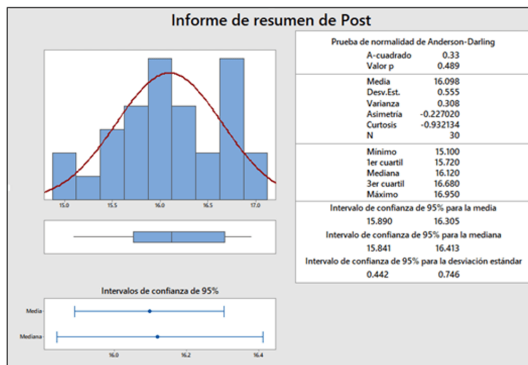 Informe de resumen de Post
15.0 15.5 16.0 16.5 17.0
Intervalos de confianza de 95%
Media
Mediana
16.0 16.2 16.4
Prueba de normalidad de Anderson-Darling
A-cuadrado 0.33
Valor p 0.489
Media 16.098
Desv.Est. 0.555
Varianza 0.308
Asimetría -0.227020
Curtosis -0.932134
N 30
Mínimo 15.100
1er cuartil 15.720
Mediana 16.120
3er cuartil 16.680
Máximo 16.950
Intervalo de confianza de 95% para la media
15.890 16.305
Intervalo de confianza de 95% para la mediana
15.841 16.413
Intervalo de confianza de 95% para la desviación estándar
0.442 0.746